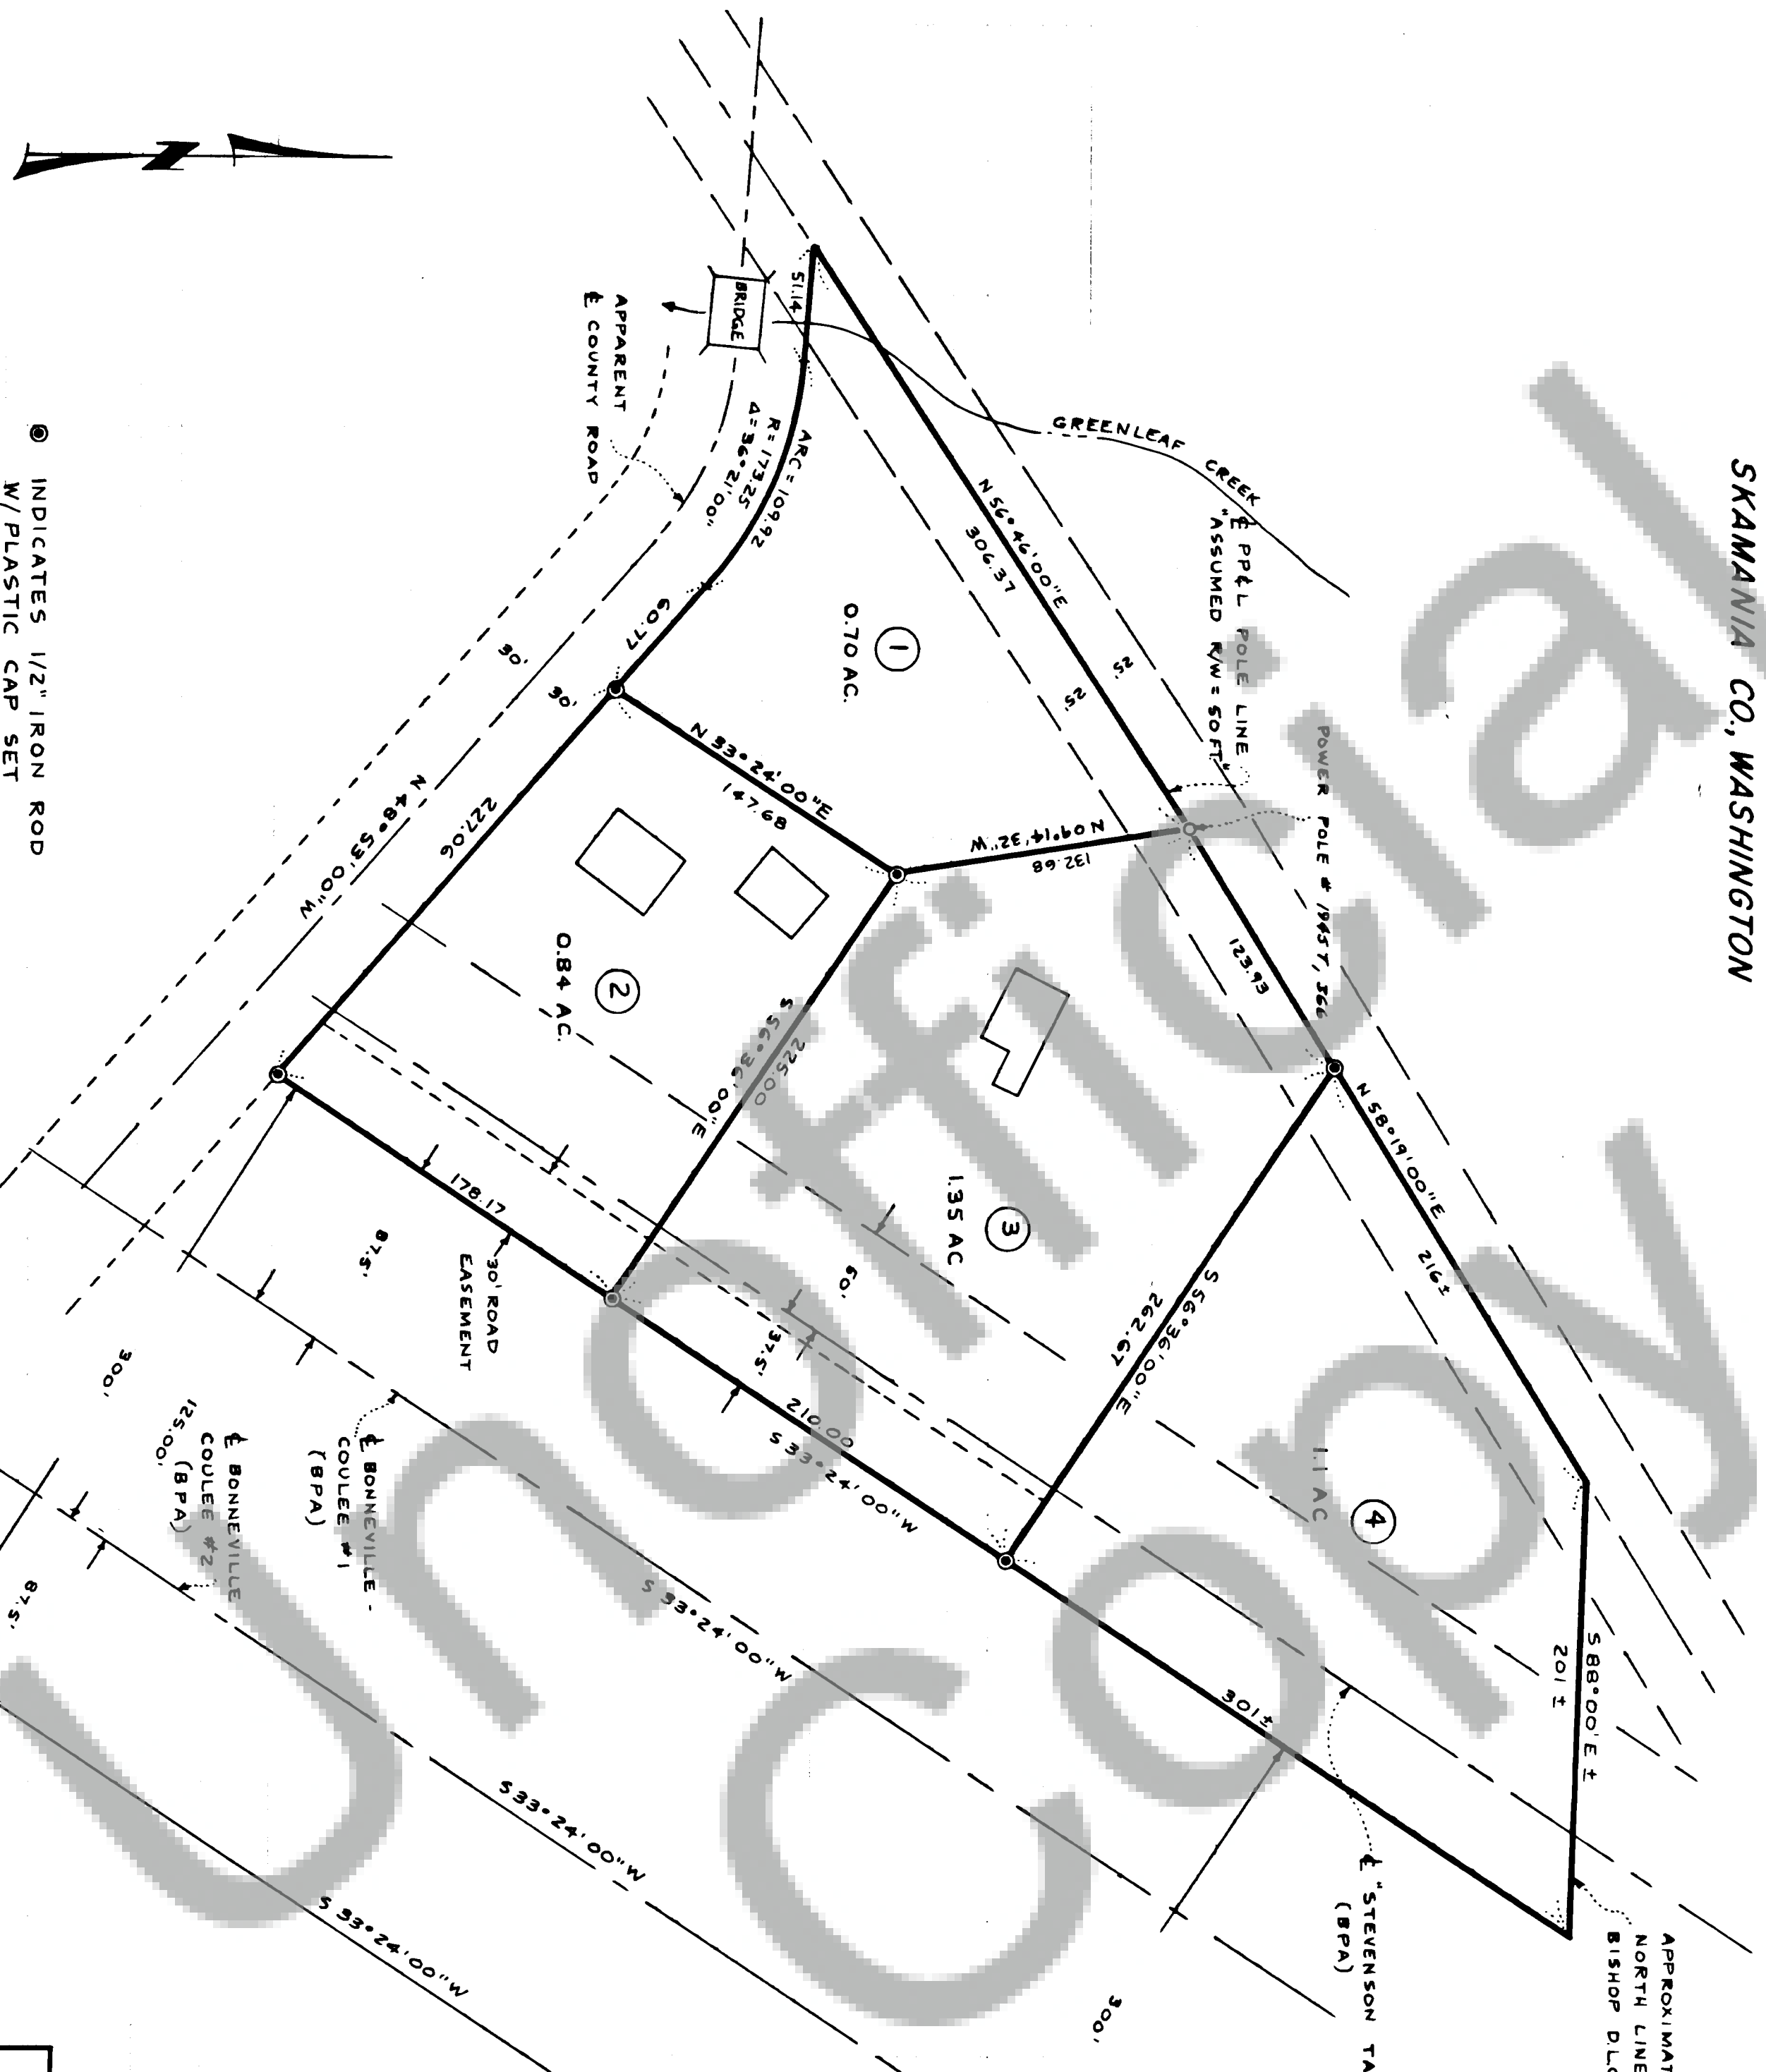 SKAMANIA CO., WASHINGTON
GREENLEAF CREEK
₵ PP&L POLE LINE
"ASSUMED R/W = 50 FT."
POWER POLE # 1945T, 366
N 56° 46' 00" E
306.37
25'
25'
123.93
N 58° 19' 00" E
216 ±
S 88° 00' E ±
201 ±
APPROXIMAT
NORTH LINE
BISHOP D.L.
BRIDGE
51.14
ARC = 109.92
R = 173.25
Δ = 36° 21' 00"
APPARENT
₵ COUNTY ROAD
60.77
1
0.70 AC.
N 33° 24' 00" E
147.68
N 09° 14' 32" W
132.68
30'
30'
227.06
N 48° 53' 00" W
2
0.84 AC.
225.00
S 56° 36' 00" E
3
1.35 AC
S 56° 36' 00" E
262.67
4
1.1 AC
178.17
30' ROAD
EASEMENT
60'
37.5'
210.00
S 33° 24' 00" W
301 ±
87.5'
300'
₵ BONNEVILLE -
COULEE #1
(BPA)
₵ BONNEVILLE
COULEE #2
(BPA)
125.00'
87.5'
S 33° 24' 00" W
S 33° 24' 00" W
S 33° 24' 00" W
₵ "STEVENSON TA
(BPA)
300'
N
INDICATES 1/2" IRON ROD
W/PLASTIC CAP SET
Unofficial
Copy